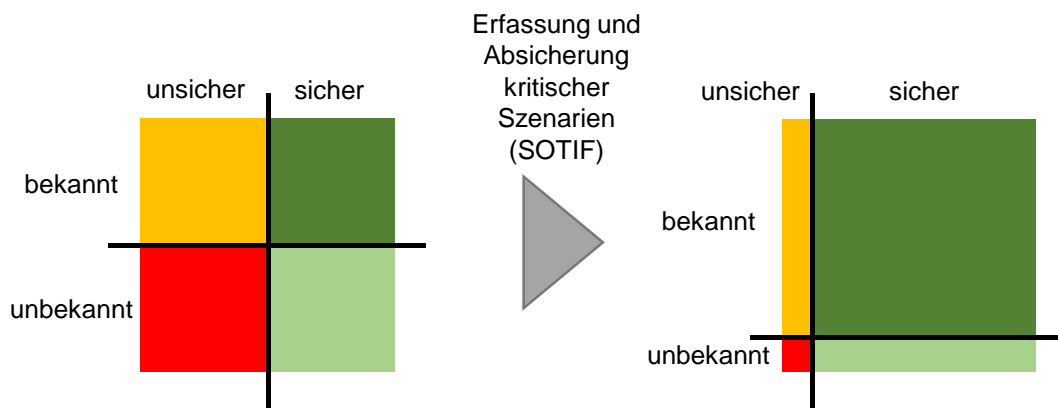 Erfassung und
Absicherung
kritischer
Szenarien
(SOTIF)
unsicher sicher
bekannt
unbekannt
unsicher sicher
bekannt
unbekannt